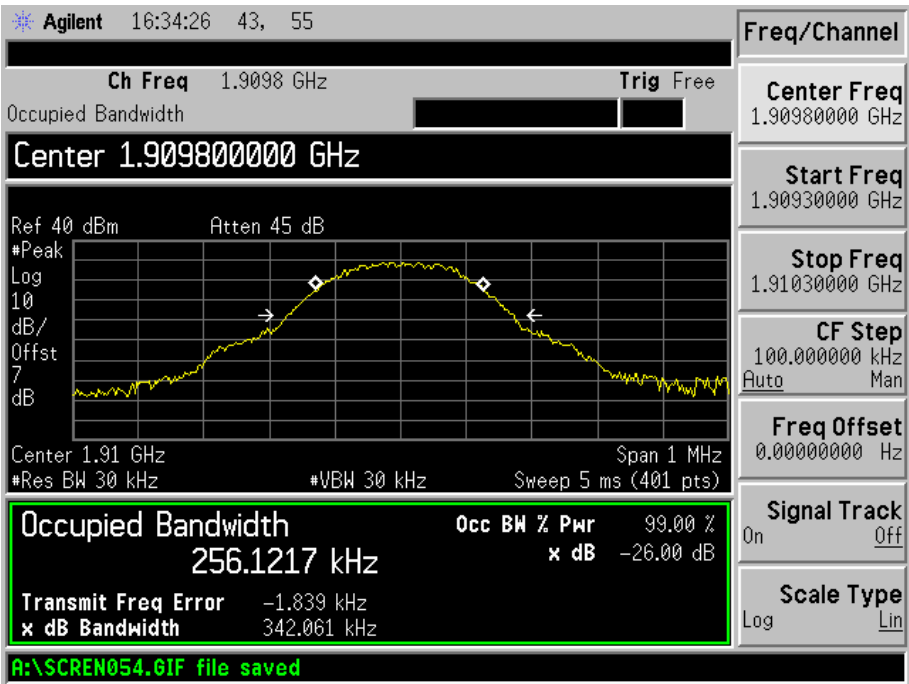 Agilent 16:34:26 43, 55
Freq/Channel
Ch Freq 1.9098 GHz Trig Free
Occupied Bandwidth
Center 1.909800000 GHz
Ref 40 dBm Atten 45 dB
#Peak
Log
10
dB/
Offst
7
dB
Center 1.91 GHz Span 1 MHz
#Res BW 30 kHz #VBW 30 kHz Sweep 5 ms (401 pts)
Occupied Bandwidth
256.1217 kHz
Occ BW % Pwr 99.00 %
x dB -26.00 dB
Transmit Freq Error -1.839 kHz
x dB Bandwidth 342.061 kHz
A:\SCREN054.GIF file saved
Center Freq
1.90980000 GHz
Start Freq
1.90930000 GHz
Stop Freq
1.91030000 GHz
CF Step
100.000000 kHz
Auto Man
Freq Offset
0.00000000 Hz
Signal Track
On Off
Scale Type
Log Lin